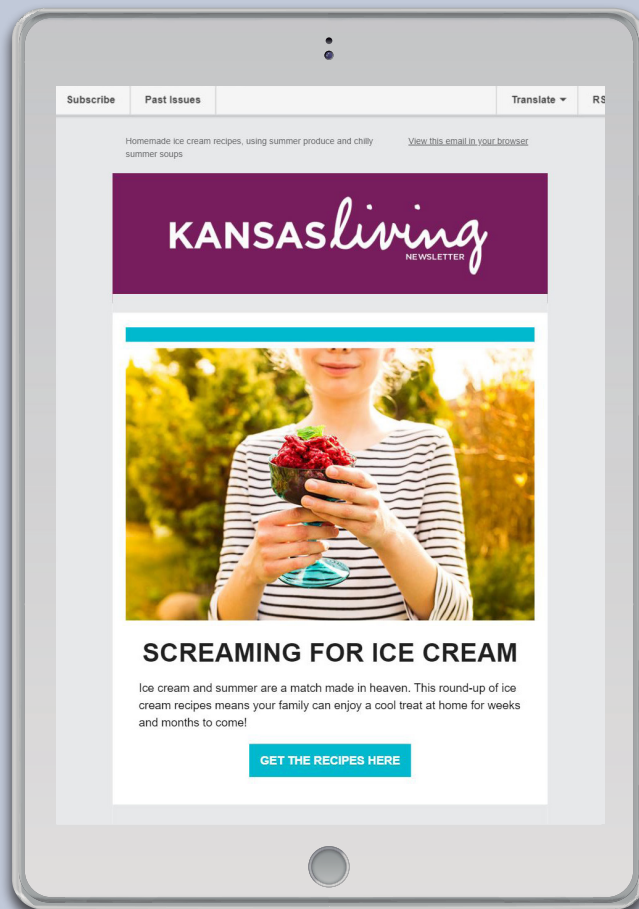 Subscribe
Past Issues
Translate
RS
Homemade ice cream recipes, using summer produce and chilly
summer soups
View this email in your browser
KANSAS living
NEWSLETTER
SCREAMING FOR ICE CREAM
Ice cream and summer are a match made in heaven. This round-up of ice
cream recipes means your family can enjoy a cool treat at home for weeks
and months to come!
GET THE RECIPES HERE